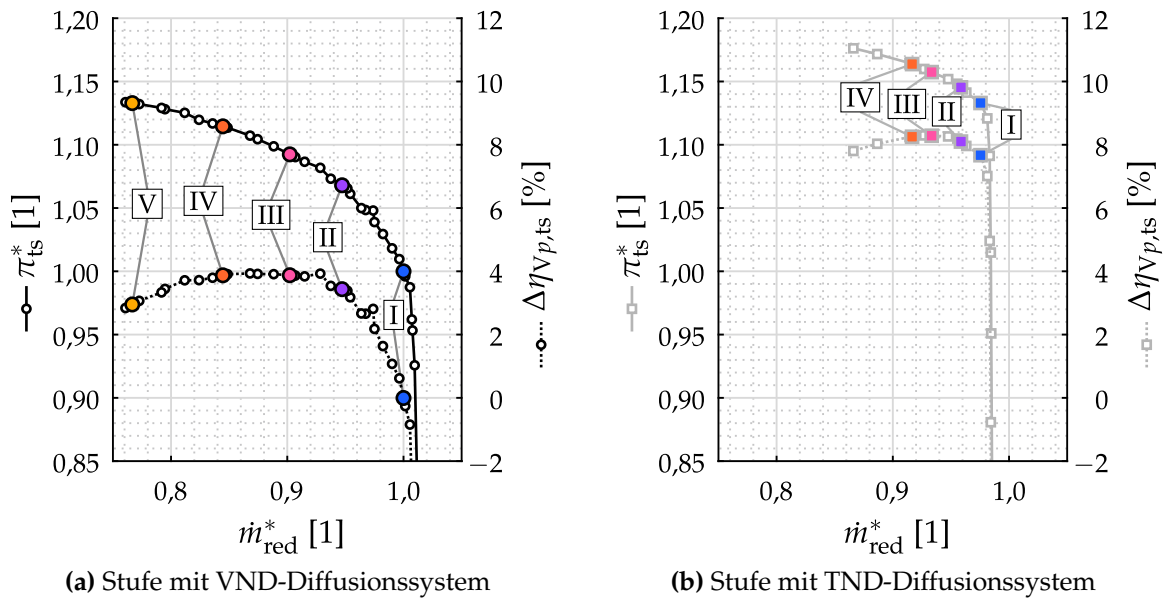 1,20
1,15
1,10
1,05
1,00
0,95
0,90
0,85
π*ts [1]
12
10
8
6
4
2
0
−2
ΔηVp,ts [%]
V
IV
III
II
I
0,8 0,9 1,0
ṁ*red [1]
(a) Stufe mit VND-Diffusionssystem
1,20
1,15
1,10
1,05
1,00
0,95
0,90
0,85
π*ts [1]
12
10
8
6
4
2
0
−2
ΔηVp,ts [%]
IV
III
II
I
0,8 0,9 1,0
ṁ*red [1]
(b) Stufe mit TND-Diffusionssystem